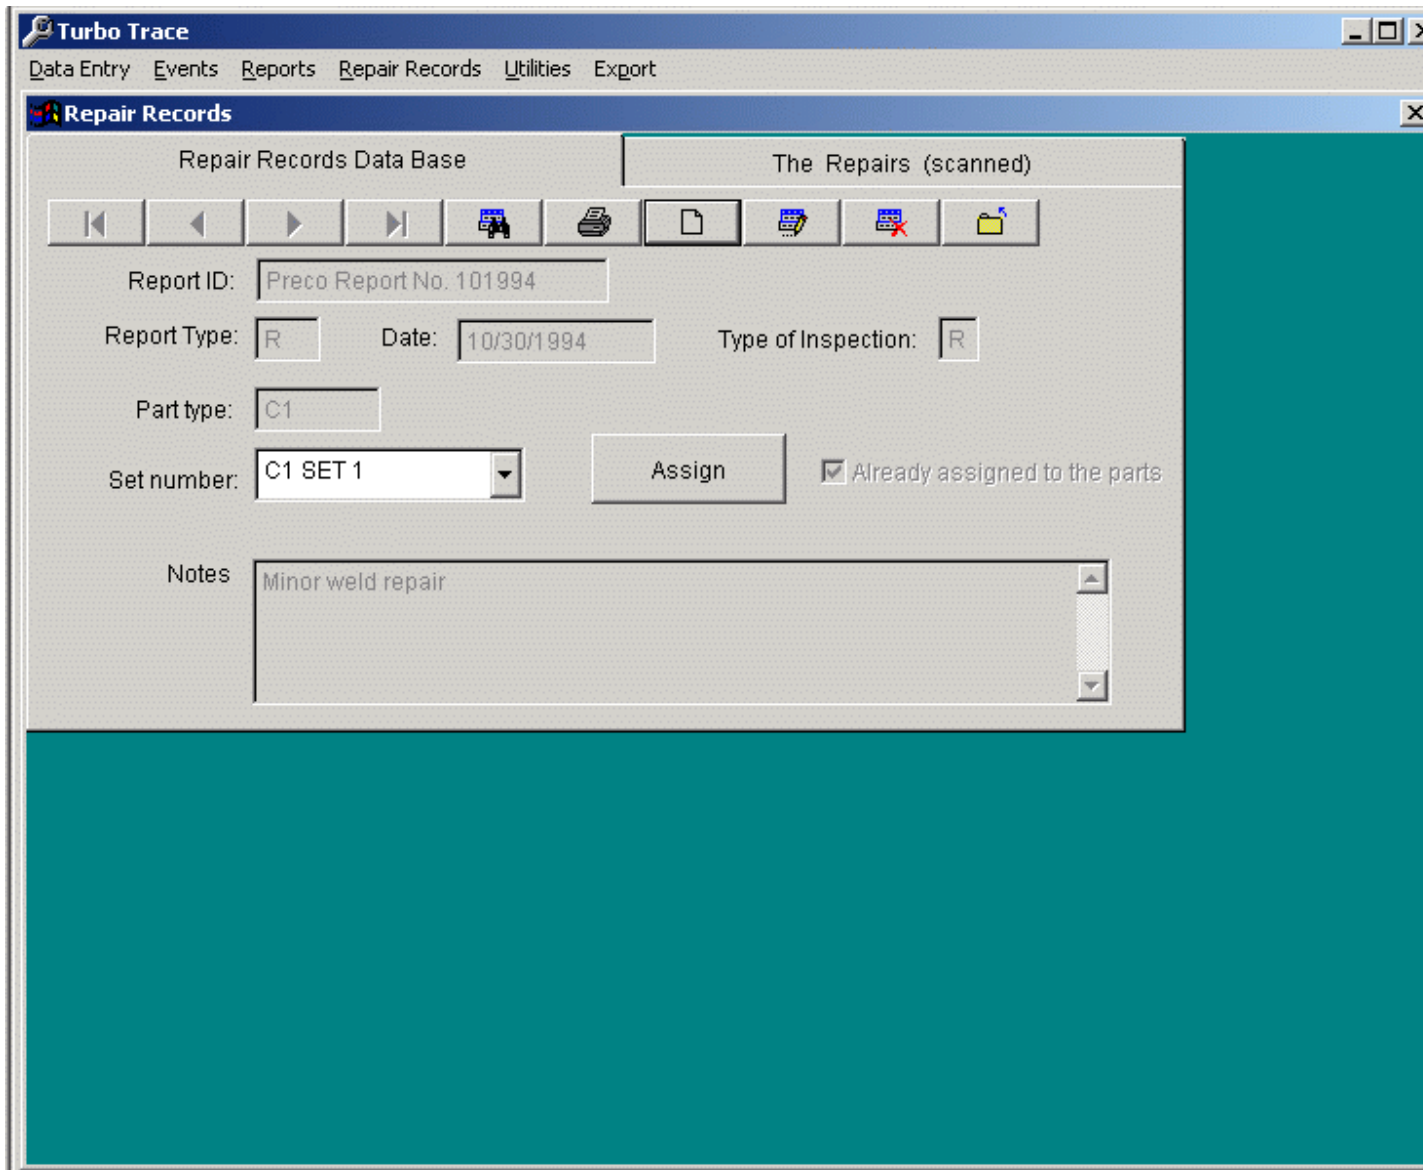 Turbo Trace
Data Entry Events Reports Repair Records Utilities Export
Repair Records
Repair Records Data Base The Repairs (scanned)
Report ID: Preco Report No. 101994
Report Type: R Date: 10/30/1994 Type of Inspection: R
Part type: C1
Set number: C1 SET 1 Assign Already assigned to the parts
Notes Minor weld repair